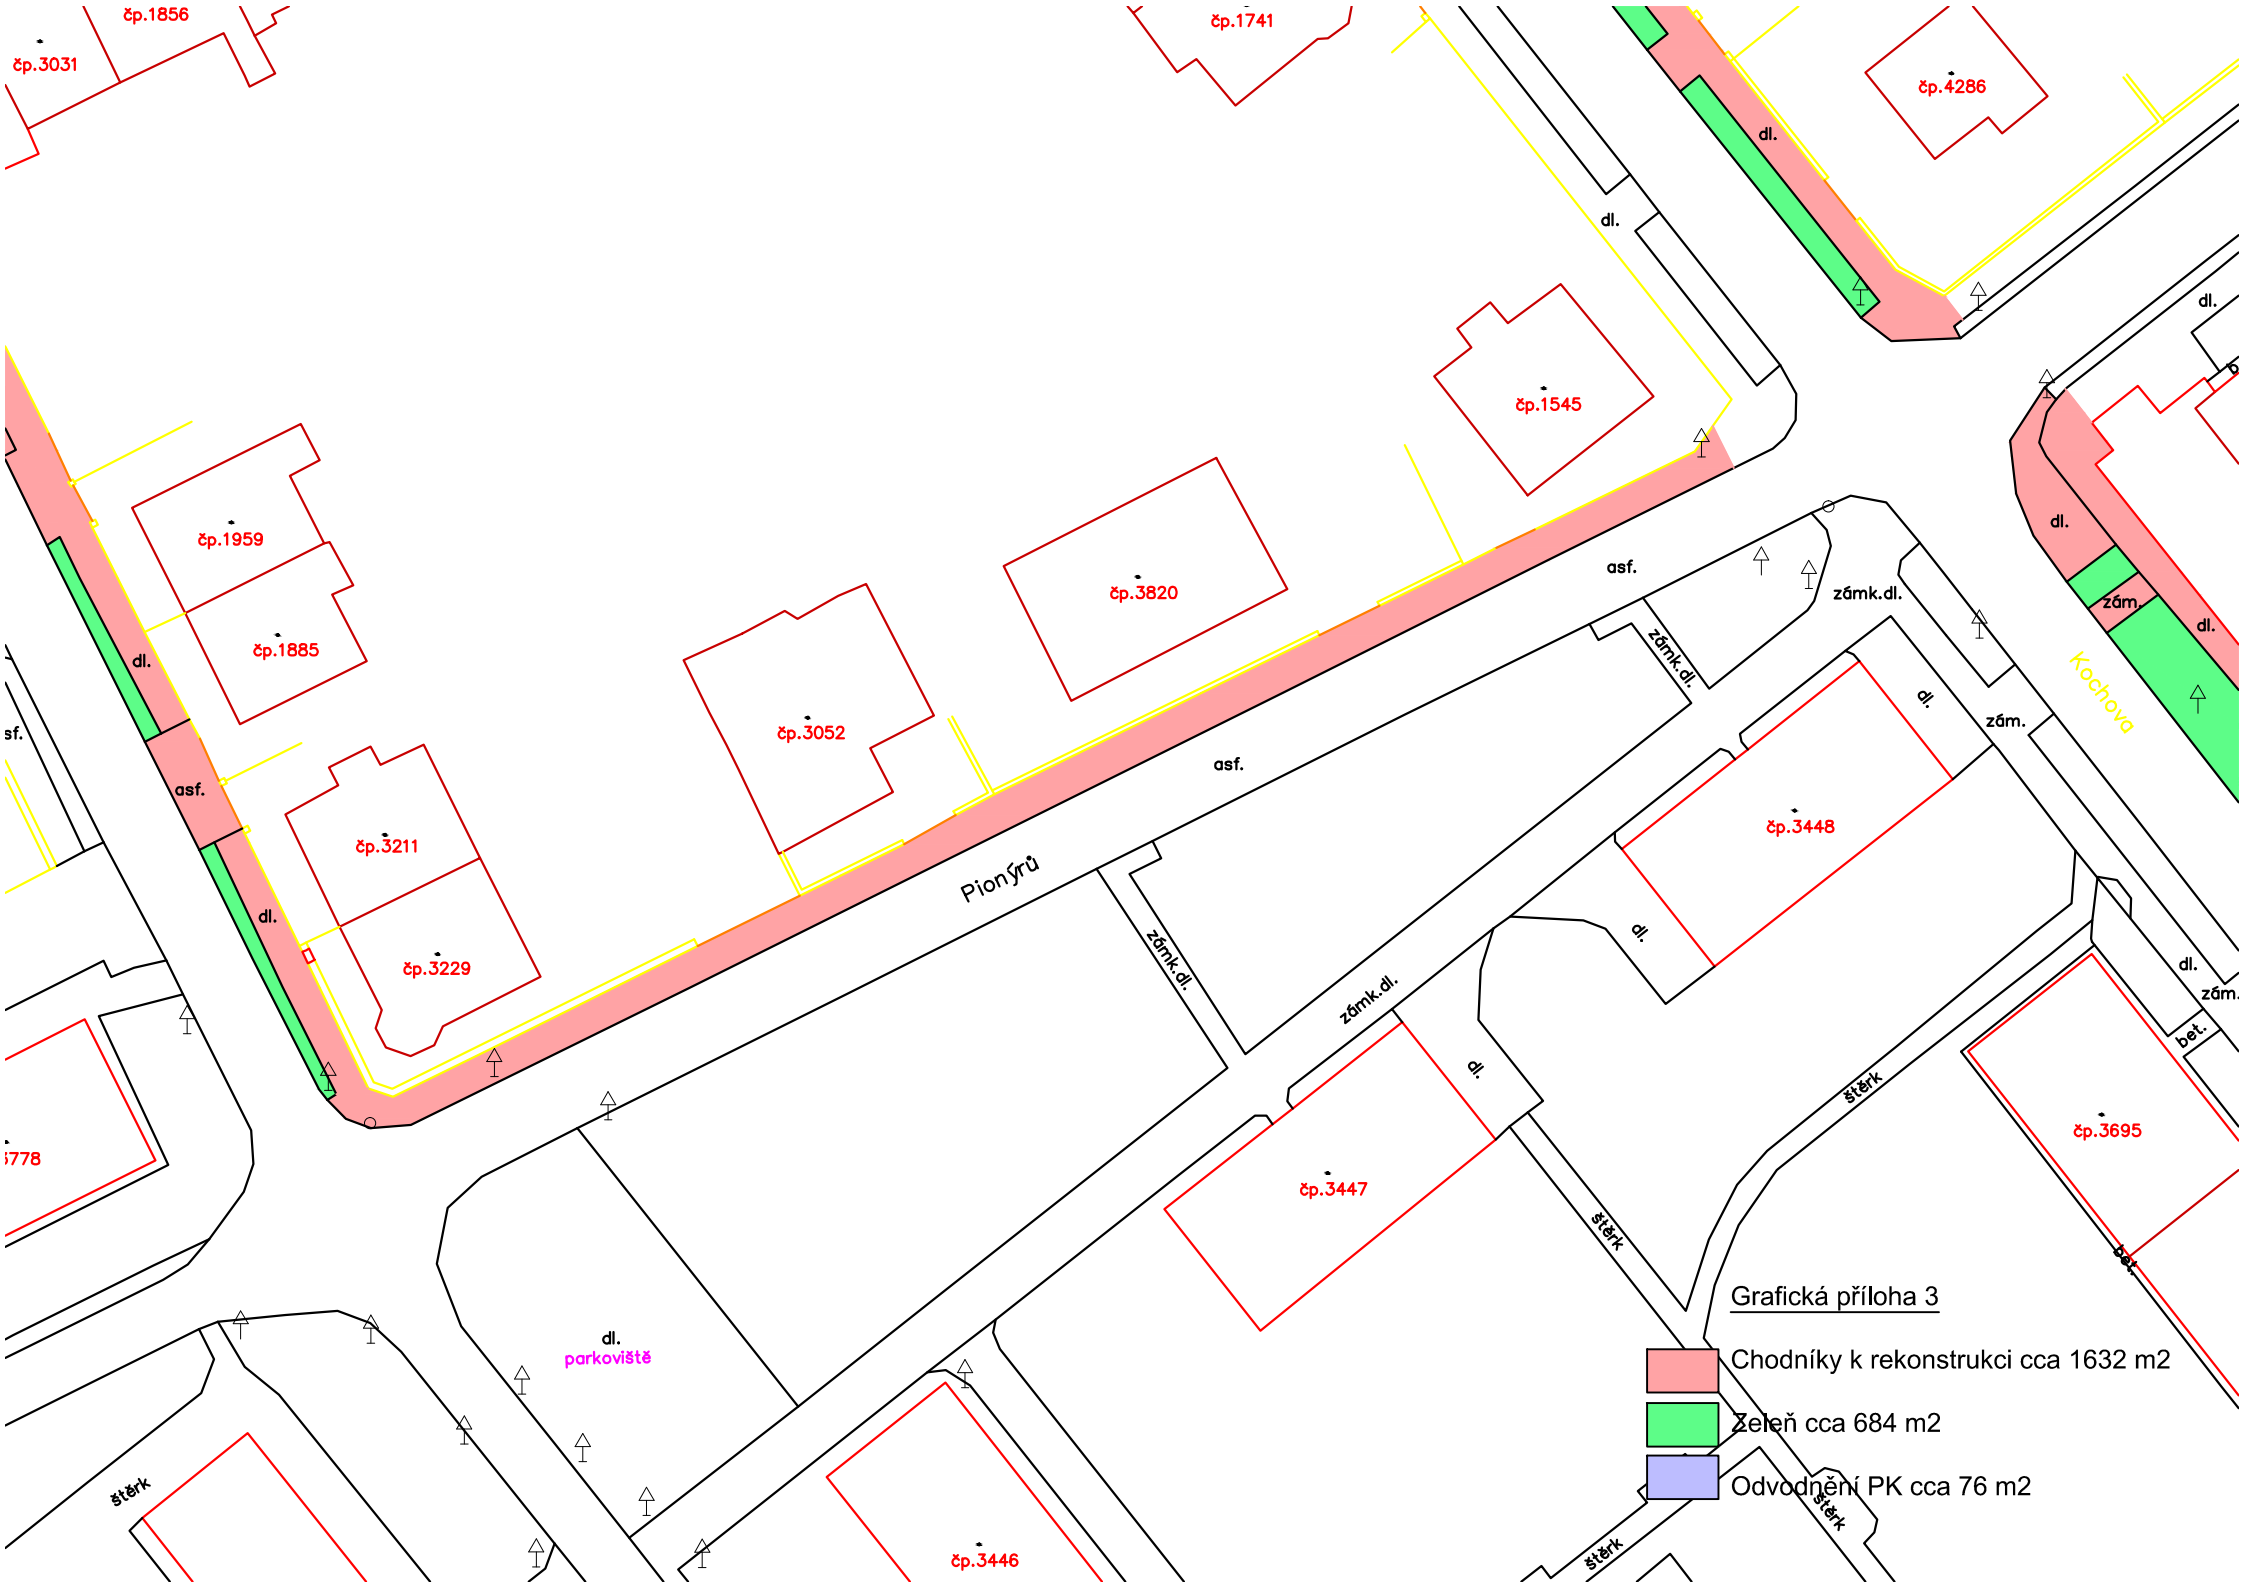 čp.1856
čp.3031
čp.1741
čp.4286
dl.
dl.
dl.
čp.1545
čp.1959
čp.1885
dl.
čp.3820
asf.
zámk.dl.
zámk.dl.
dl.
zám.
dl.
Kochova
čp.3052
asf.
dl.
zám.
sf.
asf.
čp.3211
čp.3448
Pionýrů
dl.
čp.3229
zámk.dl.
dl.
zámk.dl.
dl.
zám.
bet.
dl.
štěrk
čp.3695
3778
čp.3447
štěrk
bet.
dl.
parkoviště
štěrk
čp.3446
Grafická příloha 3
Chodníky k rekonstrukci cca 1632 m2
Zeleň cca 684 m2
Odvodnění PK cca 76 m2
štěrk
štěrk